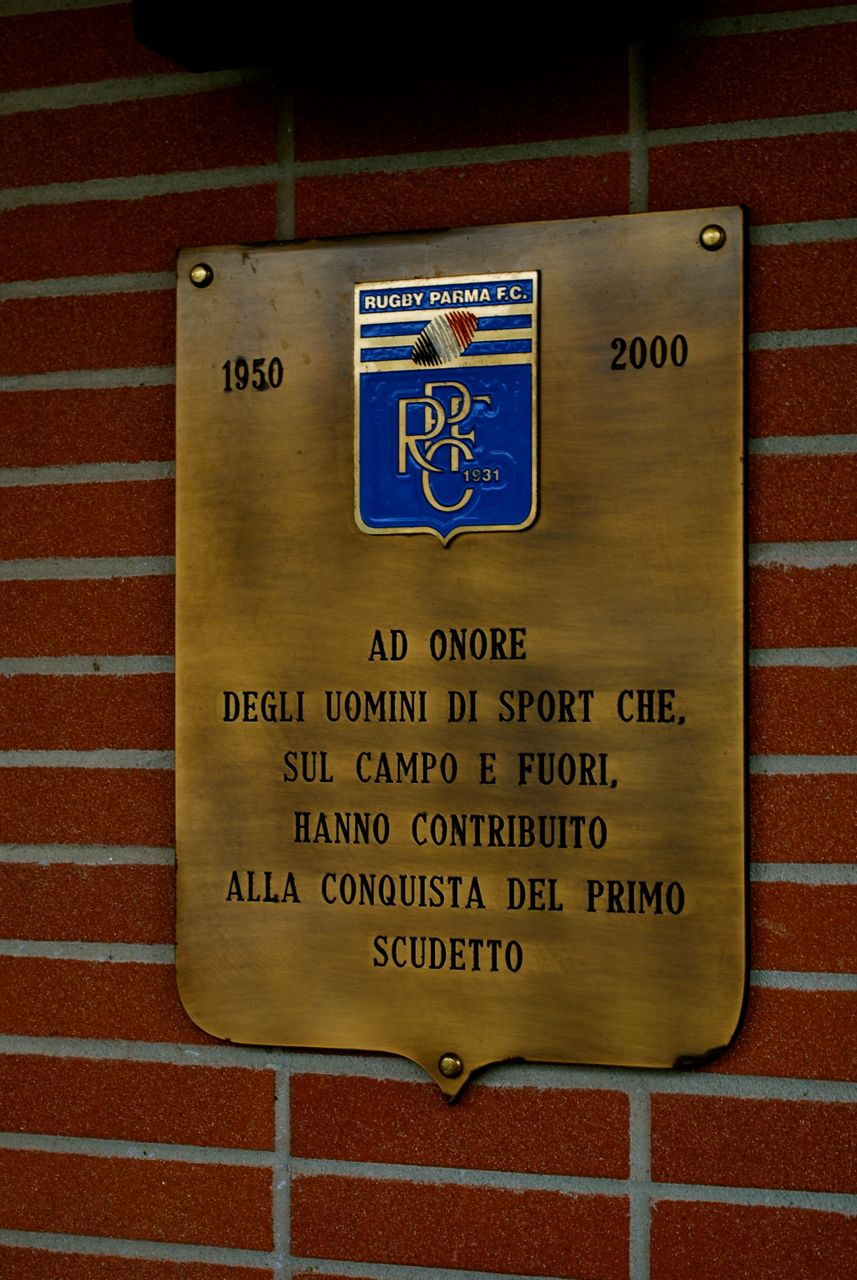 RUGBY PARMA F.C.
1950
2000
RPFC
1931
AD ONORE
DEGLI UOMINI DI SPORT CHE,
SUL CAMPO E FUORI,
HANNO CONTRIBUITO
ALLA CONQUISTA DEL PRIMO
SCUDETTO